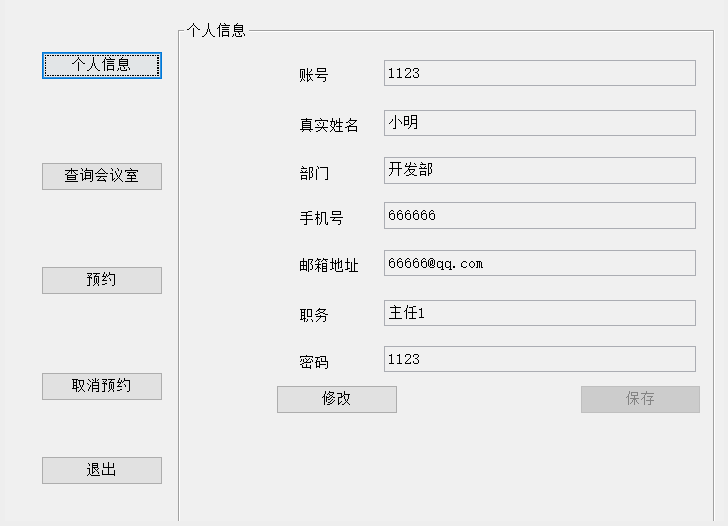 个人信息
查询会议室
预约
取消预约
退出
个人信息
账号 1123
真实姓名 小明
部门 开发部
手机号 666666
邮箱地址 66666@qq.com
职务 主任1
密码 1123
修改 保存